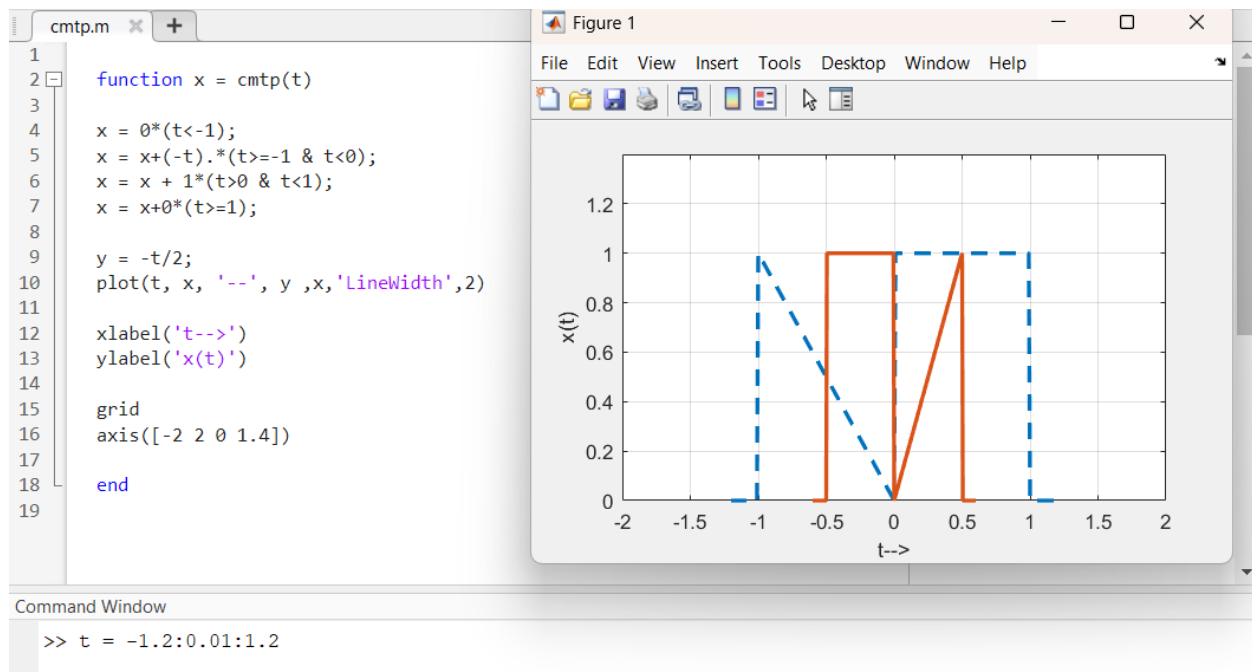 cmtp.m
1
2 function x = cmtp(t)
3
4 x = 0*(t<-1);
5 x = x+(-t).*(t>=-1 & t<0);
6 x = x + 1*(t>0 & t<1);
7 x = x+0*(t>=1);
8
9 y = -t/2;
10 plot(t, x, '--', y ,x,'LineWidth',2)
11
12 xlabel('t-->')
13 ylabel('x(t)')
14
15 grid
16 axis([-2 2 0 1.4])
17
18 end
19
Figure 1
File Edit View Insert Tools Desktop Window Help
1.2
1
0.8
0.6
0.4
0.2
0
x(t)
-2 -1.5 -1 -0.5 0 0.5 1 1.5 2
t-->
Command Window
>> t = -1.2:0.01:1.2